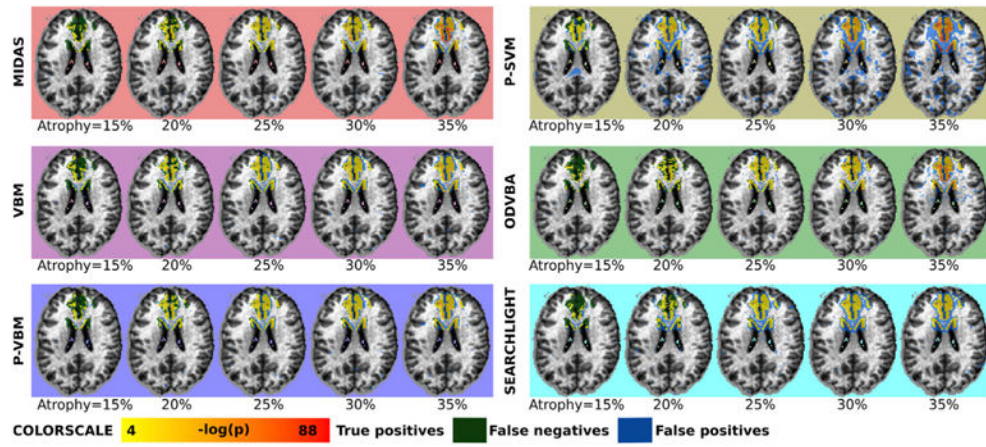 MIDAS
Atrophy=15% 20% 25% 30% 35%
P-SVM
Atrophy=15% 20% 25% 30% 35%
VBM
Atrophy=15% 20% 25% 30% 35%
ODVBA
Atrophy=15% 20% 25% 30% 35%
P-VBM
Atrophy=15% 20% 25% 30% 35%
SEARCHLIGHT
Atrophy=15% 20% 25% 30% 35%
COLORSCALE 4 -log(p) 88 True positives False negatives False positives